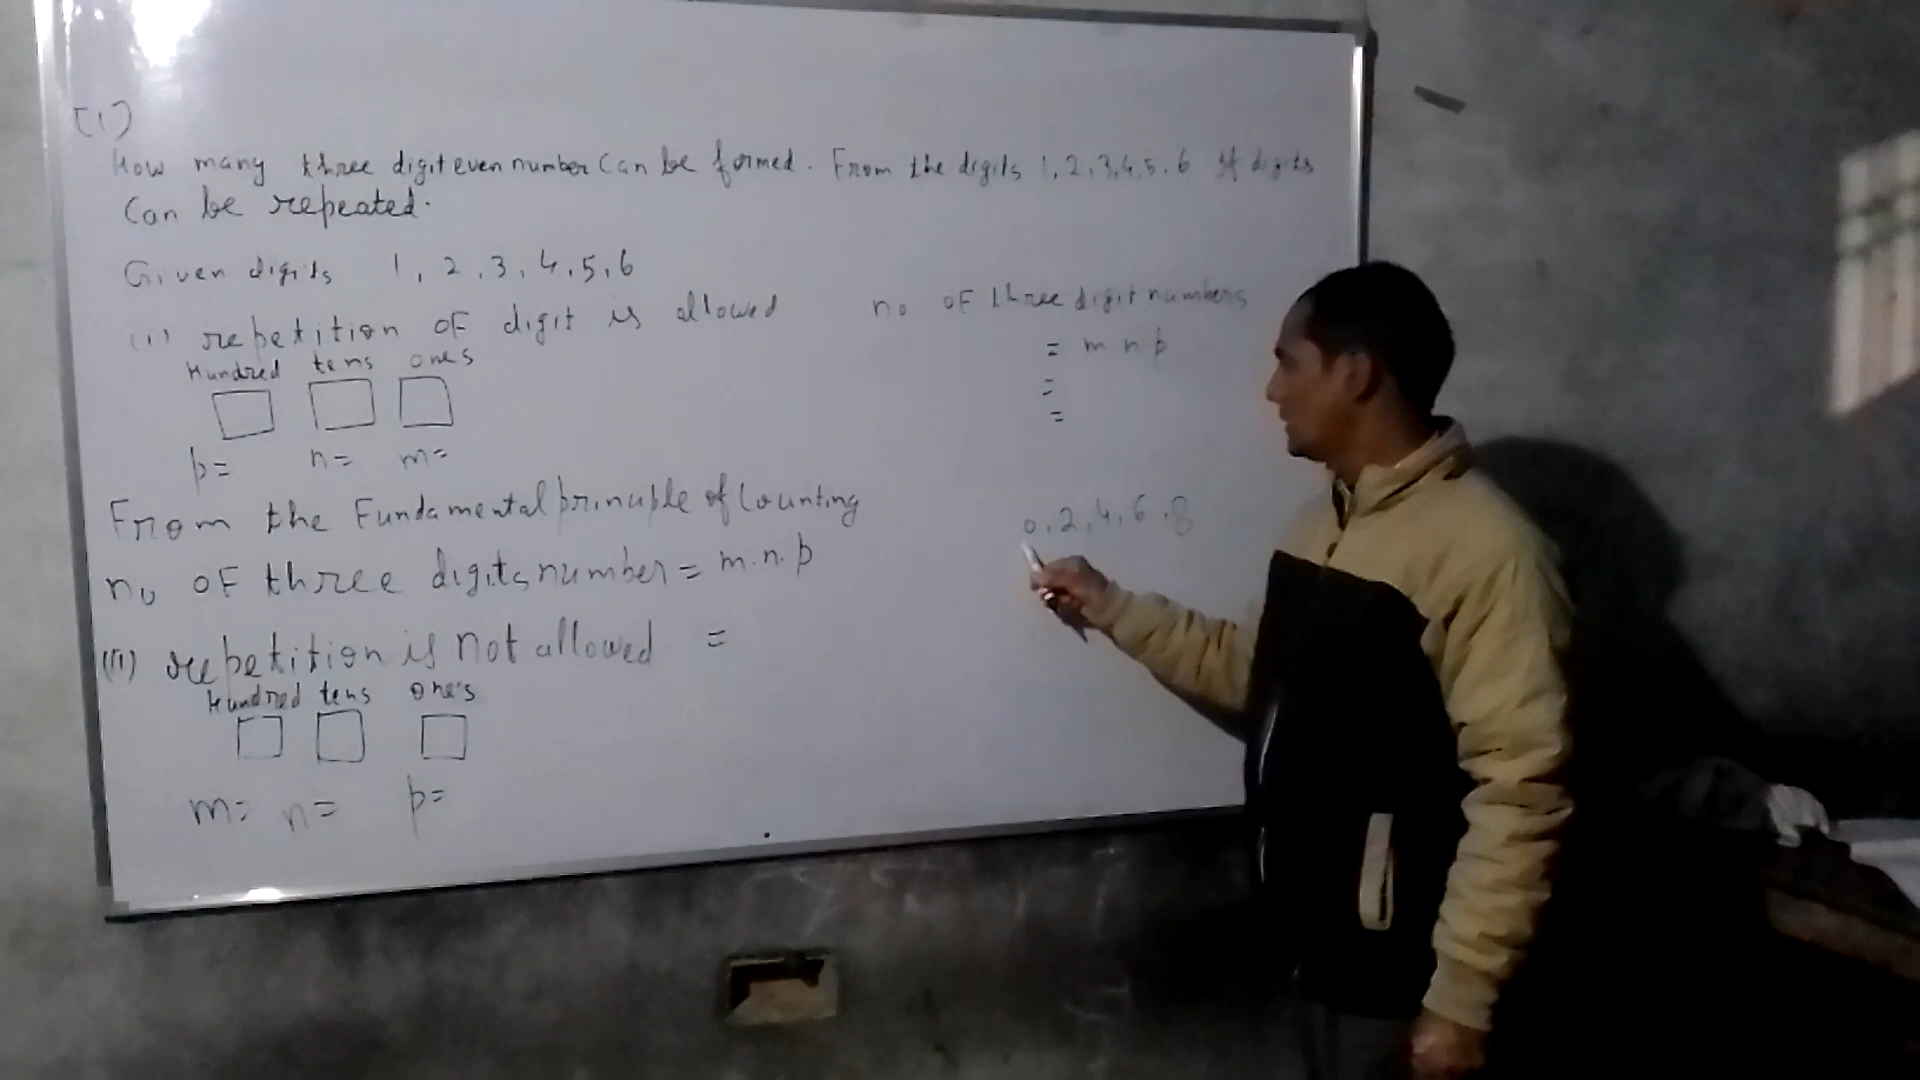 (1)
How many three digit even number Can be formed. From the digits 1, 2, 3, 4, 5, 6 If digits
Can be repeated.
Given digits 1, 2, 3, 4, 5, 6
(i) repetition OF digit is allowed
Hundred tens ones
p= n= m=
From the Fundamental principle of Counting
no OF three digits number = m.n.p
=
(ii) repetition is not allowed
Hundred tens one's
m= n= p=
no OF three digit numbers
= m n p
=
=
0, 2, 4, 6, 8